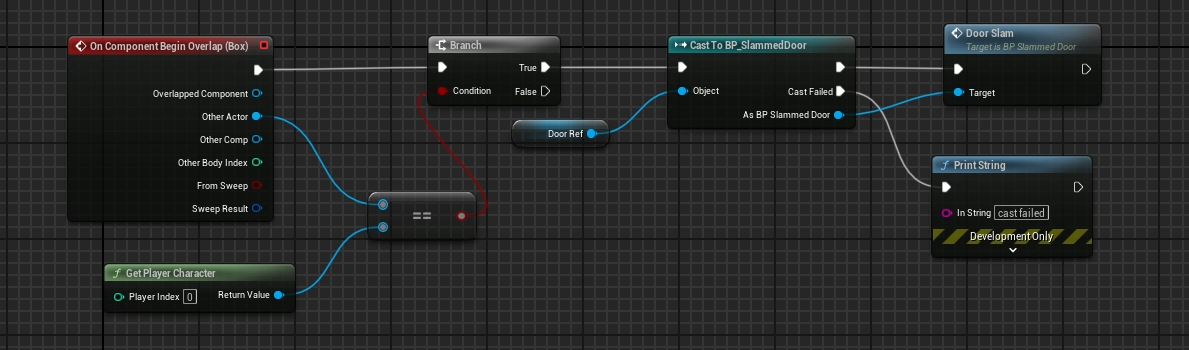 On Component Begin Overlap (Box)
Overlapped Component
Other Actor
Other Comp
Other Body Index
From Sweep
Sweep Result
Get Player Character
Player Index 0
Return Value
==
Branch
True
Condition
False
Door Ref
Cast To BP_SlammedDoor
Object
Cast Failed
As BP Slammed Door
Door Slam
Target is BP Slammed Door
Target
f Print String
In String cast failed
Development Only